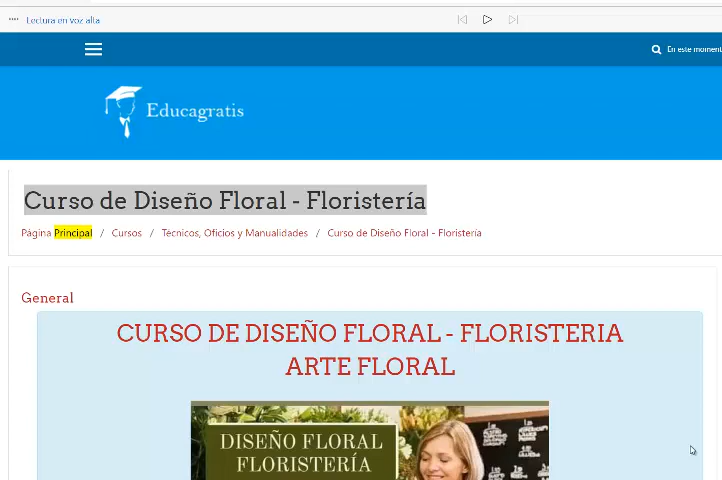 Lectura en voz alta
En este moment
Educagratis
Curso de Diseño Floral - Floristería
Página Principal / Cursos / Técnicos, Oficios y Manualidades / Curso de Diseño Floral - Floristería
General
CURSO DE DISEÑO FLORAL - FLORISTERIA
ARTE FLORAL
DISEÑO FLORAL
FLORISTERÍA